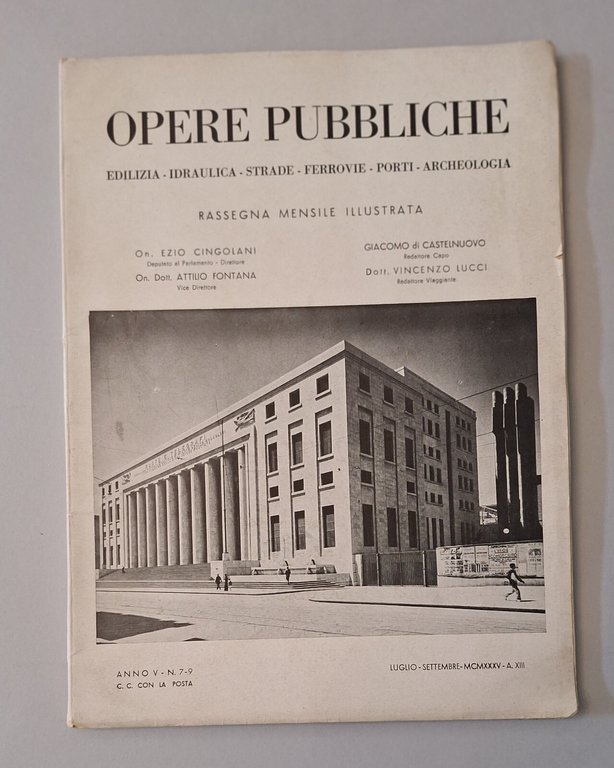 OPERE PUBBLICHE
EDILIZIA - IDRAULICA - STRADE - FERROVIE - PORTI - ARCHEOLOGIA
RASSEGNA MENSILE ILLUSTRATA
On. EZIO CINGOLANI
Deputato al Parlamento - Direttore
On. Dott. ATTILIO FONTANA
Vice Direttore
GIACOMO di CASTELNUOVO
Redattore Capo
Dott. VINCENZO LUCCI
Redattore Viaggiante
ANNO V - N. 7-9
C. C. CON LA POSTA
LUGLIO - SETTEMBRE - MCMXXXV - A. XIII